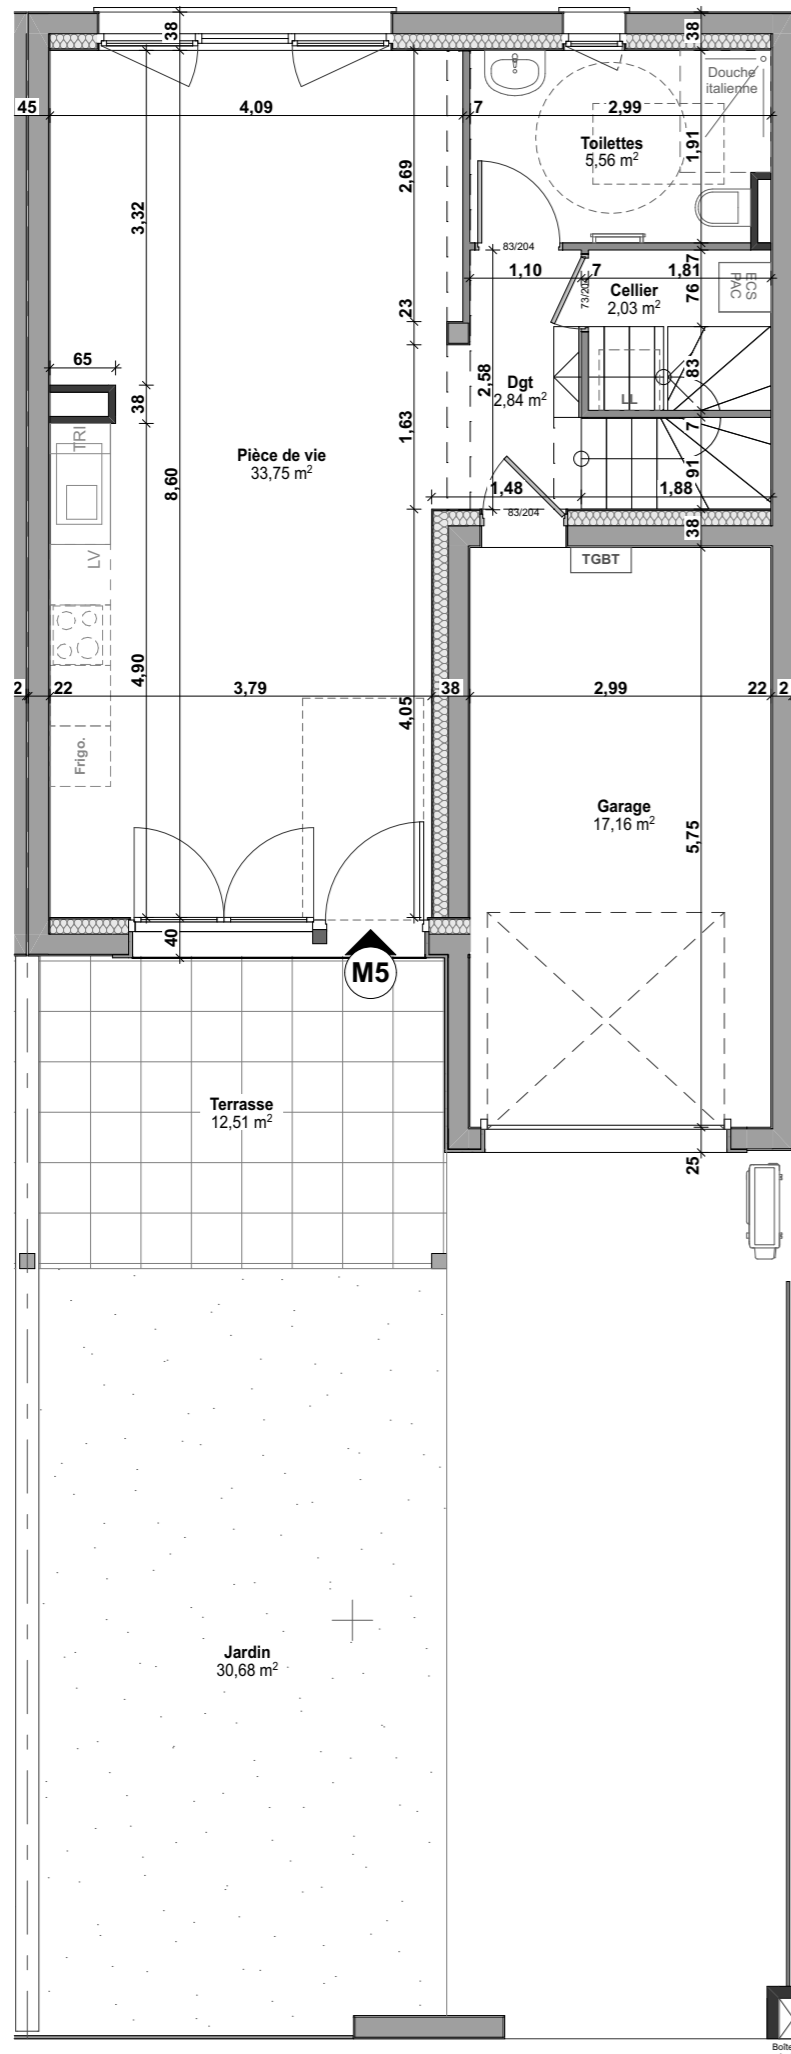 38
38
45
4,09
7
2,99
Douche
italienne
Toilettes
5,56 m²
1,91
2,69
3,32
83/204
7
1,10
7
1,81
73/204
Cellier
2,03 m²
76
ECS
PAC
23
65
38
2,58
Dgt
2,84 m²
83
LL
TRI
1,63
7
Pièce de vie
33,75 m²
8,60
91
1,48
1,88
83/204
38
LV
TGBT
4,90
2
22
3,79
38
2,99
22
2
4,05
Frigo.
Garage
17,16 m²
5,75
40
M5
Terrasse
12,51 m²
25
Jardin
30,68 m²
Boîte